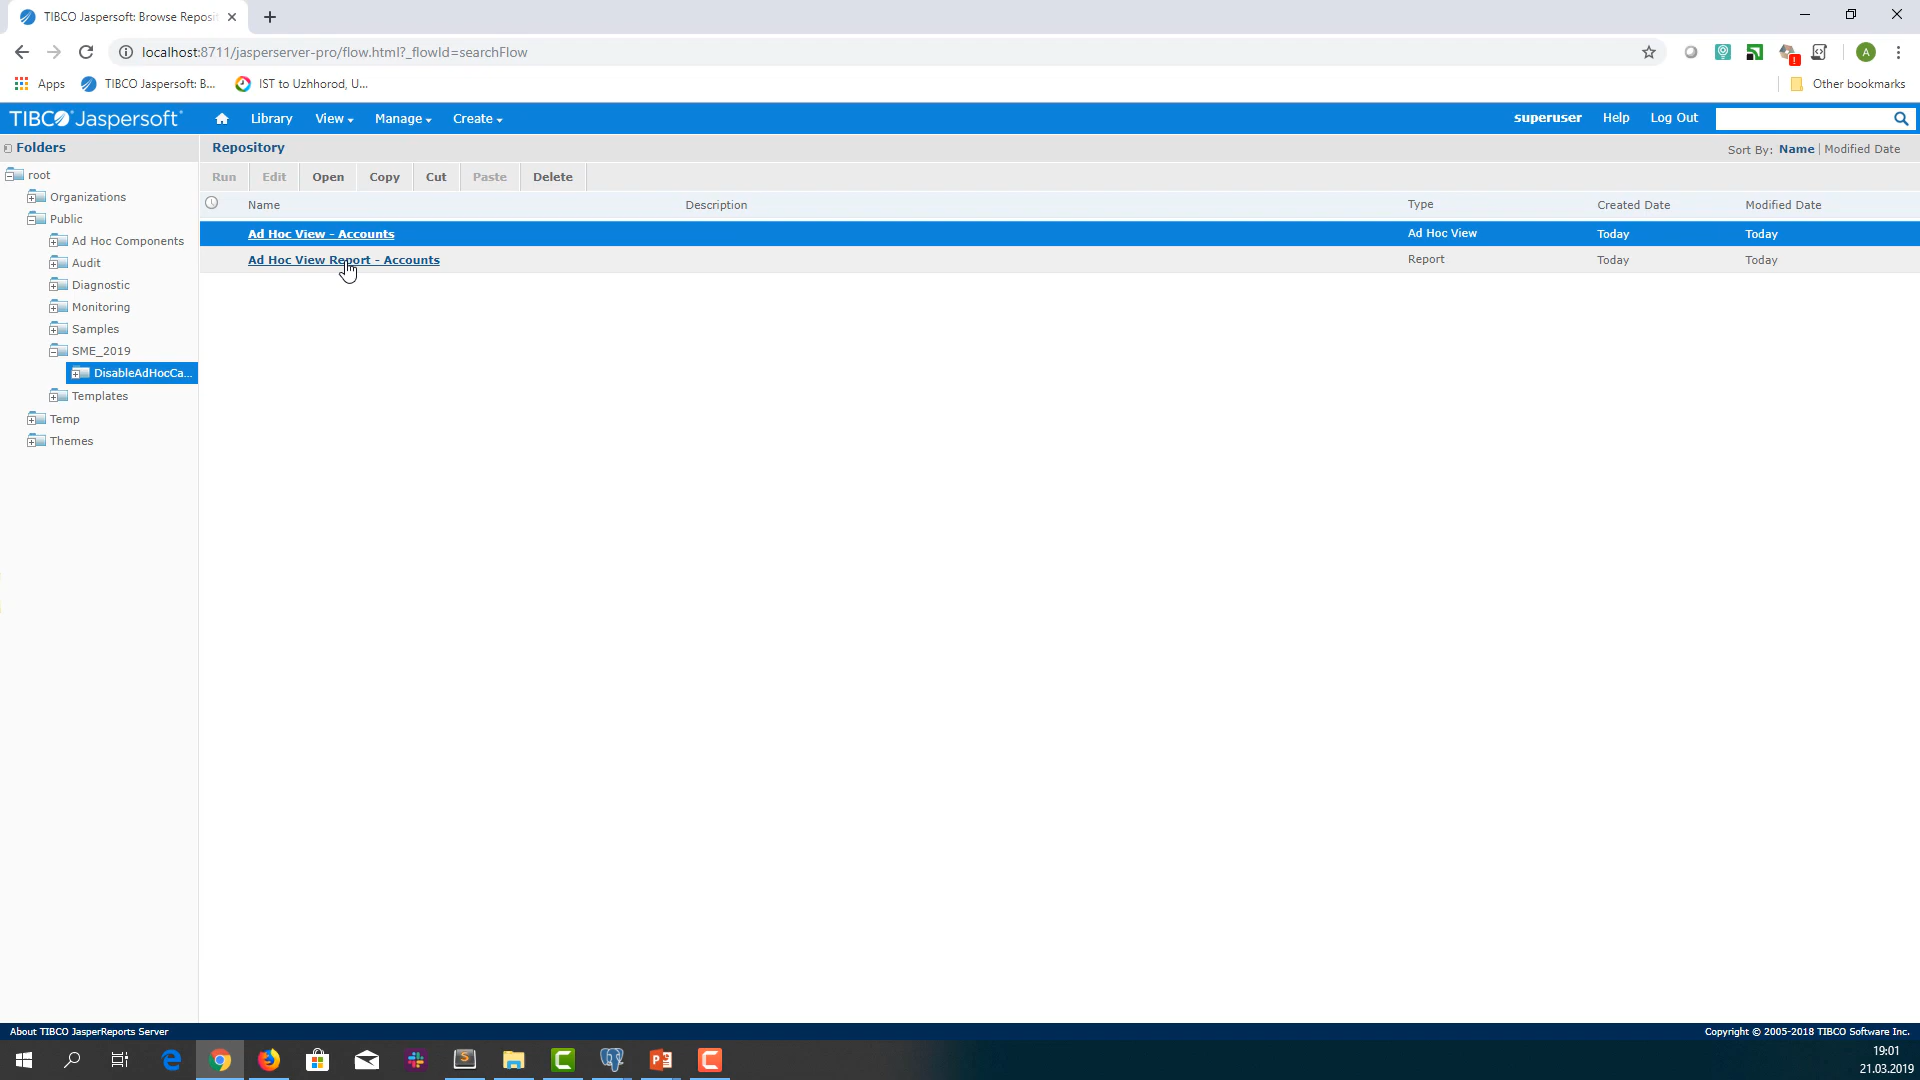 TIBCO Jaspersoft: Browse Reposit
localhost:8711/jasperserver-pro/flow.html?_flowId=searchFlow
A
Apps
TIBCO Jaspersoft: B...
IST to Uzhhorod, U...
Other bookmarks
TIBCO Jaspersoft
Library
View
Manage
Create
superuser
Help
Log Out
Folders
Repository
Sort By: Name | Modified Date
root
Organizations
Public
Ad Hoc Components
Audit
Diagnostic
Monitoring
Samples
SME_2019
DisableAdHocCa...
Templates
Temp
Themes
Run
Edit
Open
Copy
Cut
Paste
Delete
Name
Description
Type
Created Date
Modified Date
Ad Hoc View - Accounts
Ad Hoc View
Today
Today
Ad Hoc View Report - Accounts
Report
Today
Today
About TIBCO JasperReports Server
Copyright © 2005-2018 TIBCO Software Inc.
19:01
21.03.2019